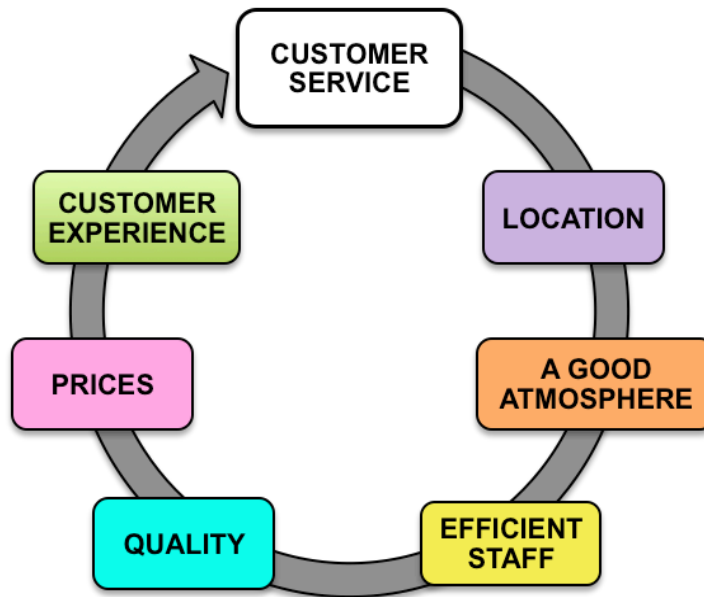 CUSTOMER
SERVICE
LOCATION
A GOOD
ATMOSPHERE
EFFICIENT
STAFF
QUALITY
PRICES
CUSTOMER
EXPERIENCE